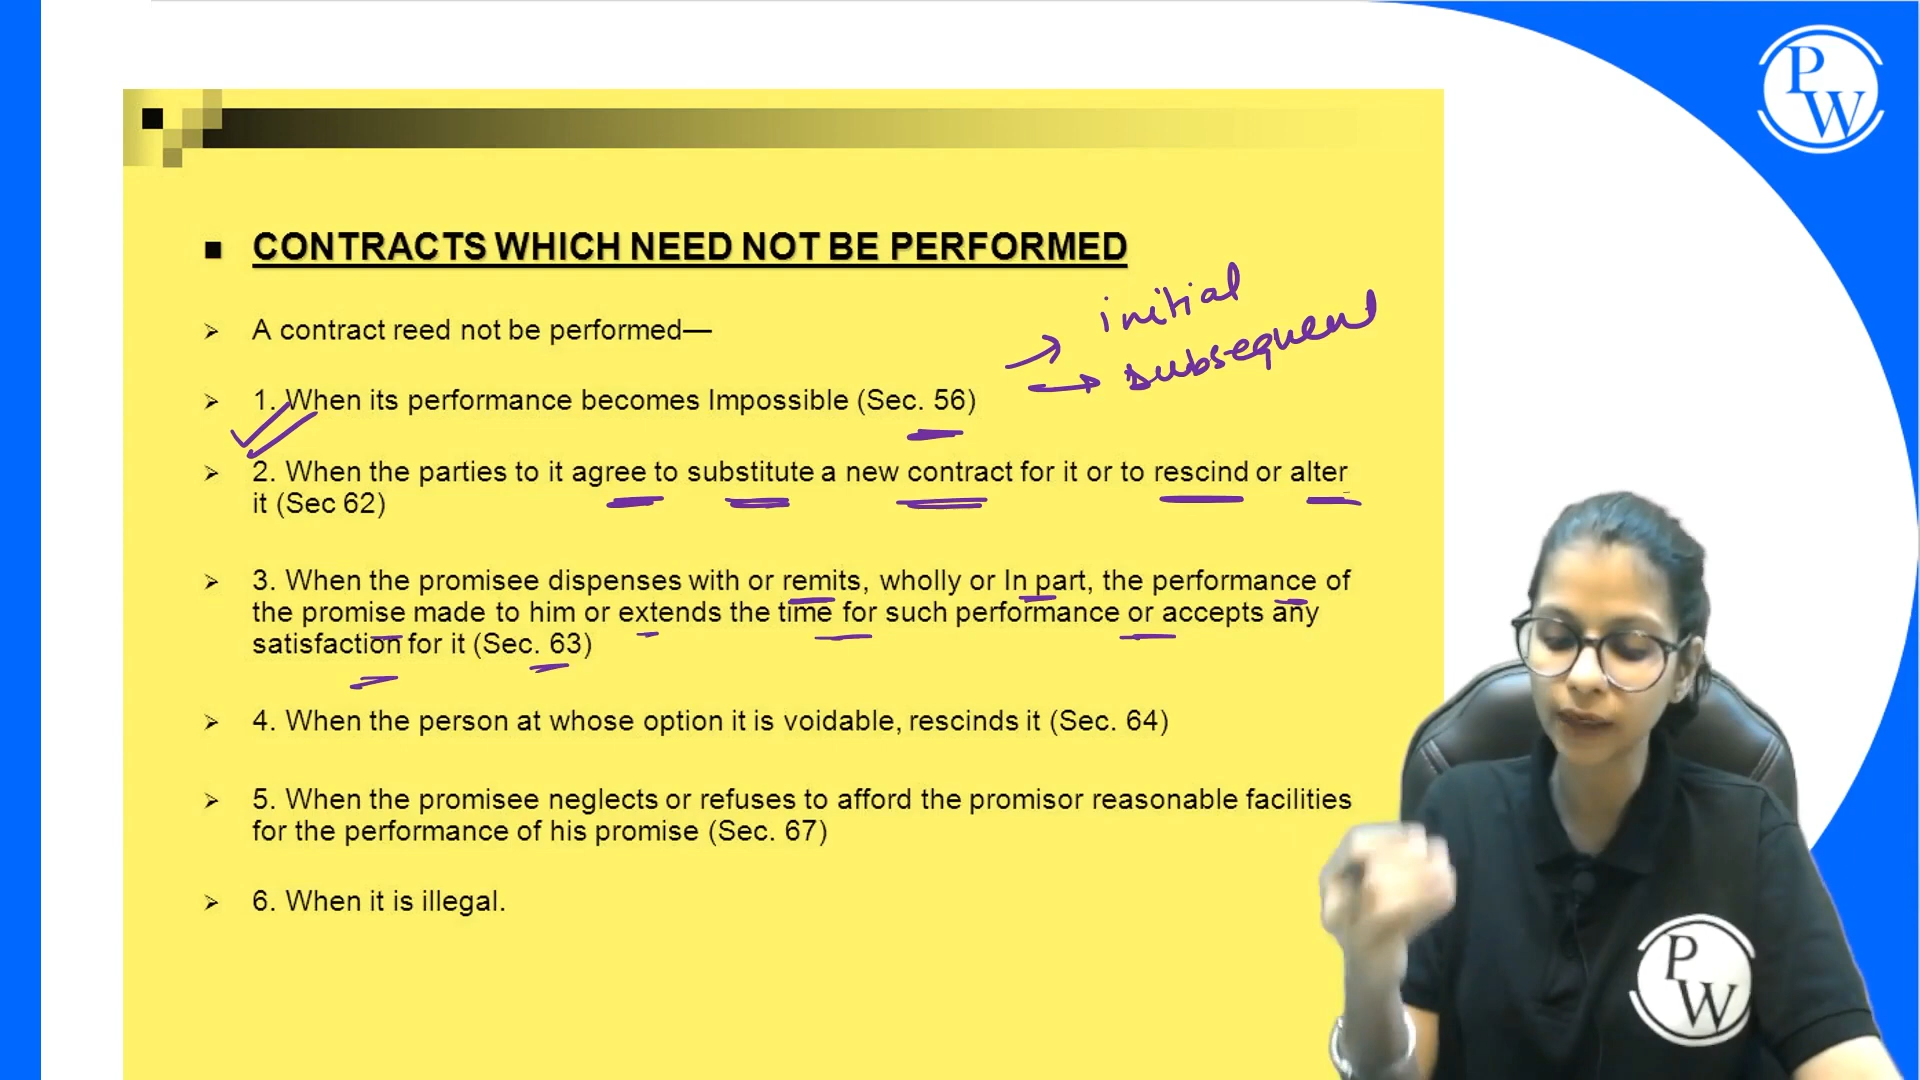 PW
CONTRACTS WHICH NEED NOT BE PERFORMED
initial
subsequent
A contract reed not be performed—
1. When its performance becomes Impossible (Sec. 56)
2. When the parties to it agree to substitute a new contract for it or to rescind or alter
it (Sec 62)
3. When the promisee dispenses with or remits, wholly or In part, the performance of
the promise made to him or extends the time for such performance or accepts any
satisfaction for it (Sec. 63)
4. When the person at whose option it is voidable, rescinds it (Sec. 64)
5. When the promisee neglects or refuses to afford the promisor reasonable facilities
for the performance of his promise (Sec. 67)
6. When it is illegal.
PW